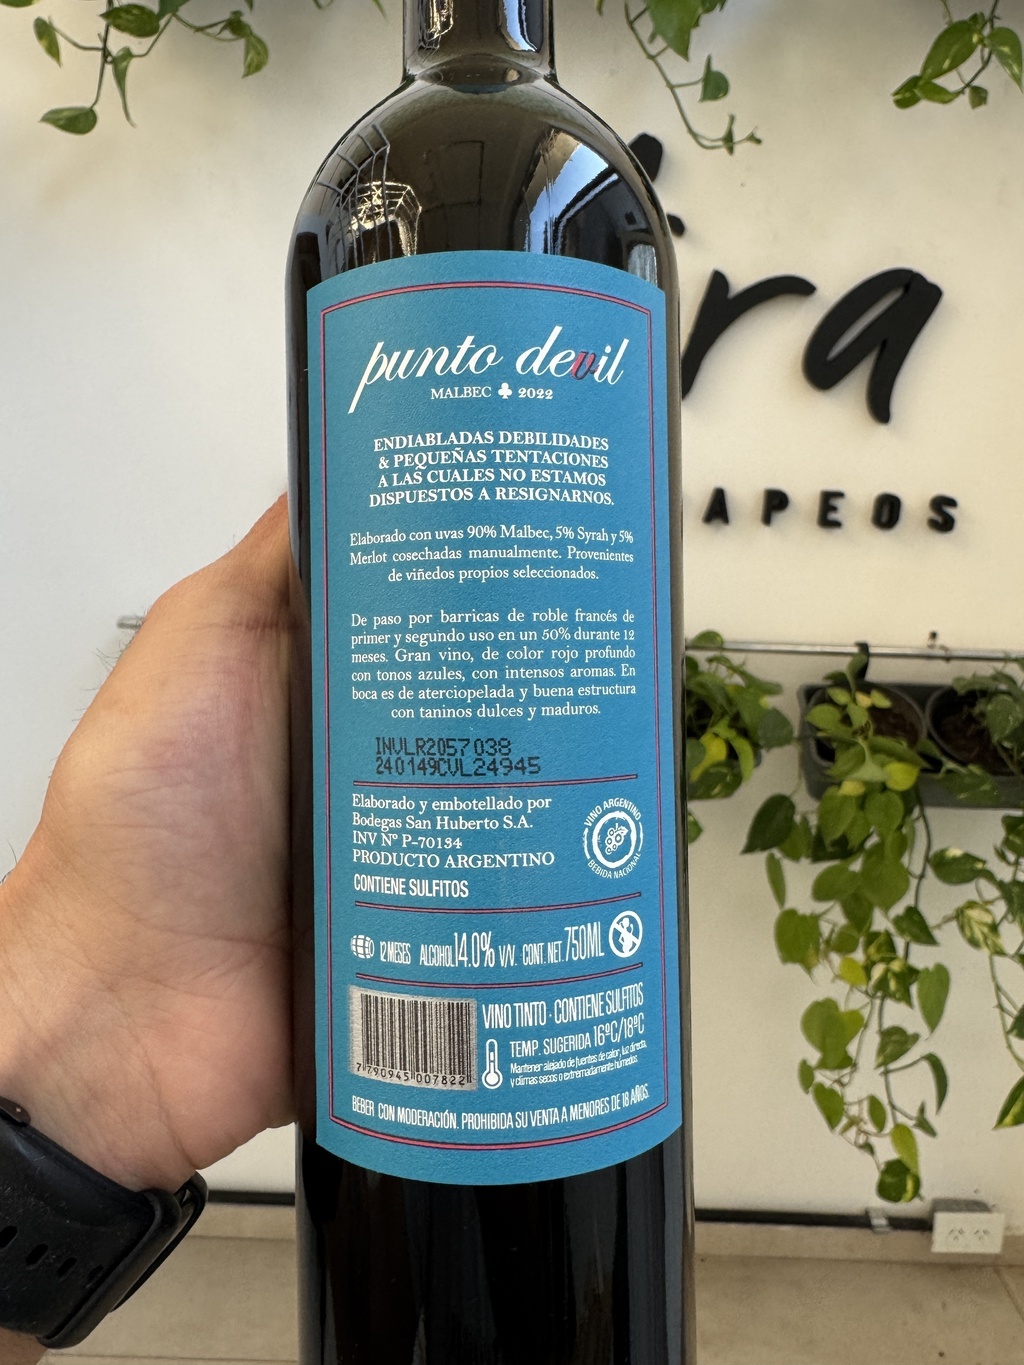 punto devil
MALBEC ♣ 2022
ENDIABLADAS DEBILIDADES
& PEQUEÑAS TENTACIONES
A LAS CUALES NO ESTAMOS
DISPUESTOS A RESIGNARNOS.
Elaborado con uvas 90% Malbec, 5% Syrah y 5%
Merlot cosechadas manualmente. Provenientes
de viñedos propios seleccionados.
De paso por barricas de roble francés de
primer y segundo uso en un 50% durante 12
meses. Gran vino, de color rojo profundo
con tonos azules, con intensos aromas. En
boca es de aterciopelada y buena estructura
con taninos dulces y maduros.
INVLR2057038
240149CVL24945
Elaborado y embotellado por
Bodegas San Huberto S.A.
INV Nº P-70134
PRODUCTO ARGENTINO
CONTIENE SULFITOS
VINO ARGENTINO
BEBIDA NACIONAL
12 MESES ALCOHOL 14.0% V/V. CONT. NET. 750ML
7 790945 007822
VINO TINTO · CONTIENE SULFITOS
TEMP. SUGERIDA 16ºC/18ºC
Mantener alejado de fuentes de calor, luz directa,
y climas secos o extremadamente húmedos
BEBER CON MODERACIÓN. PROHIBIDA SU VENTA A MENORES DE 18 AÑOS.
ra
APEOS